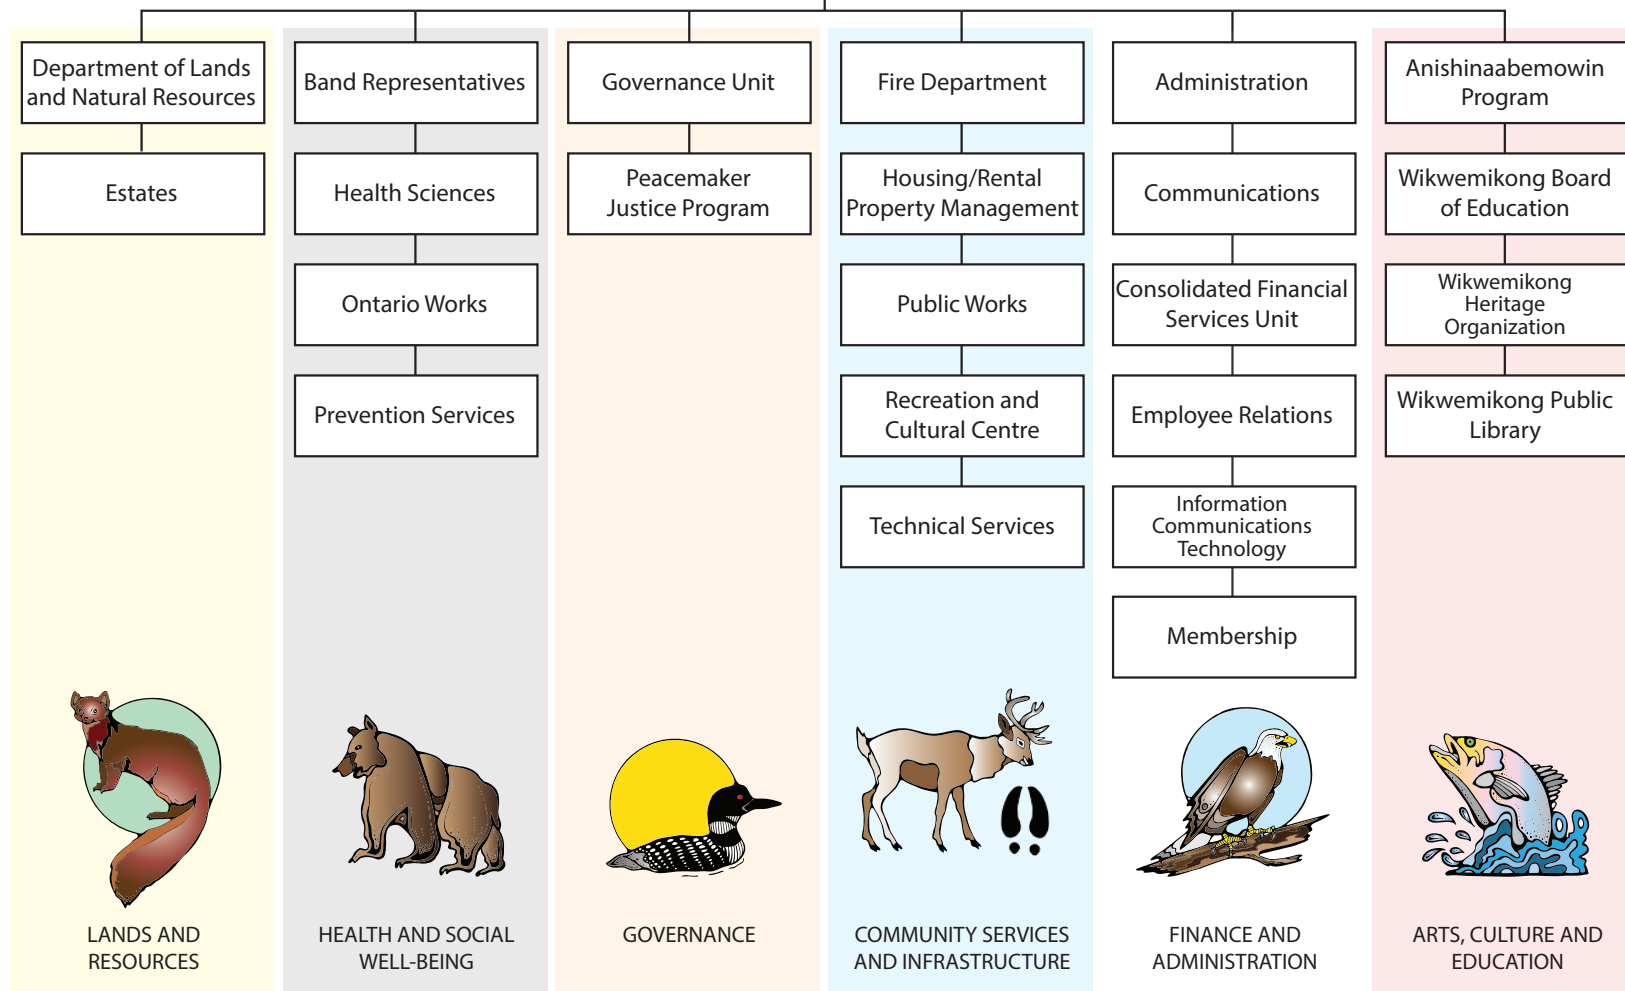 Department of Lands
and Natural Resources
Estates
LANDS AND
RESOURCES
Band Representatives
Health Sciences
Ontario Works
Prevention Services
HEALTH AND SOCIAL
WELL-BEING
Governance Unit
Peacemaker
Justice Program
GOVERNANCE
Fire Department
Housing/Rental
Property Management
Public Works
Recreation and
Cultural Centre
Technical Services
COMMUNITY SERVICES
AND INFRASTRUCTURE
Administration
Communications
Consolidated Financial
Services Unit
Employee Relations
Information
Communications
Technology
Membership
FINANCE AND
ADMINISTRATION
Anishinaabemowin
Program
Wikwemikong Board
of Education
Wikwemikong
Heritage
Organization
Wikwemikong Public
Library
ARTS, CULTURE AND
EDUCATION